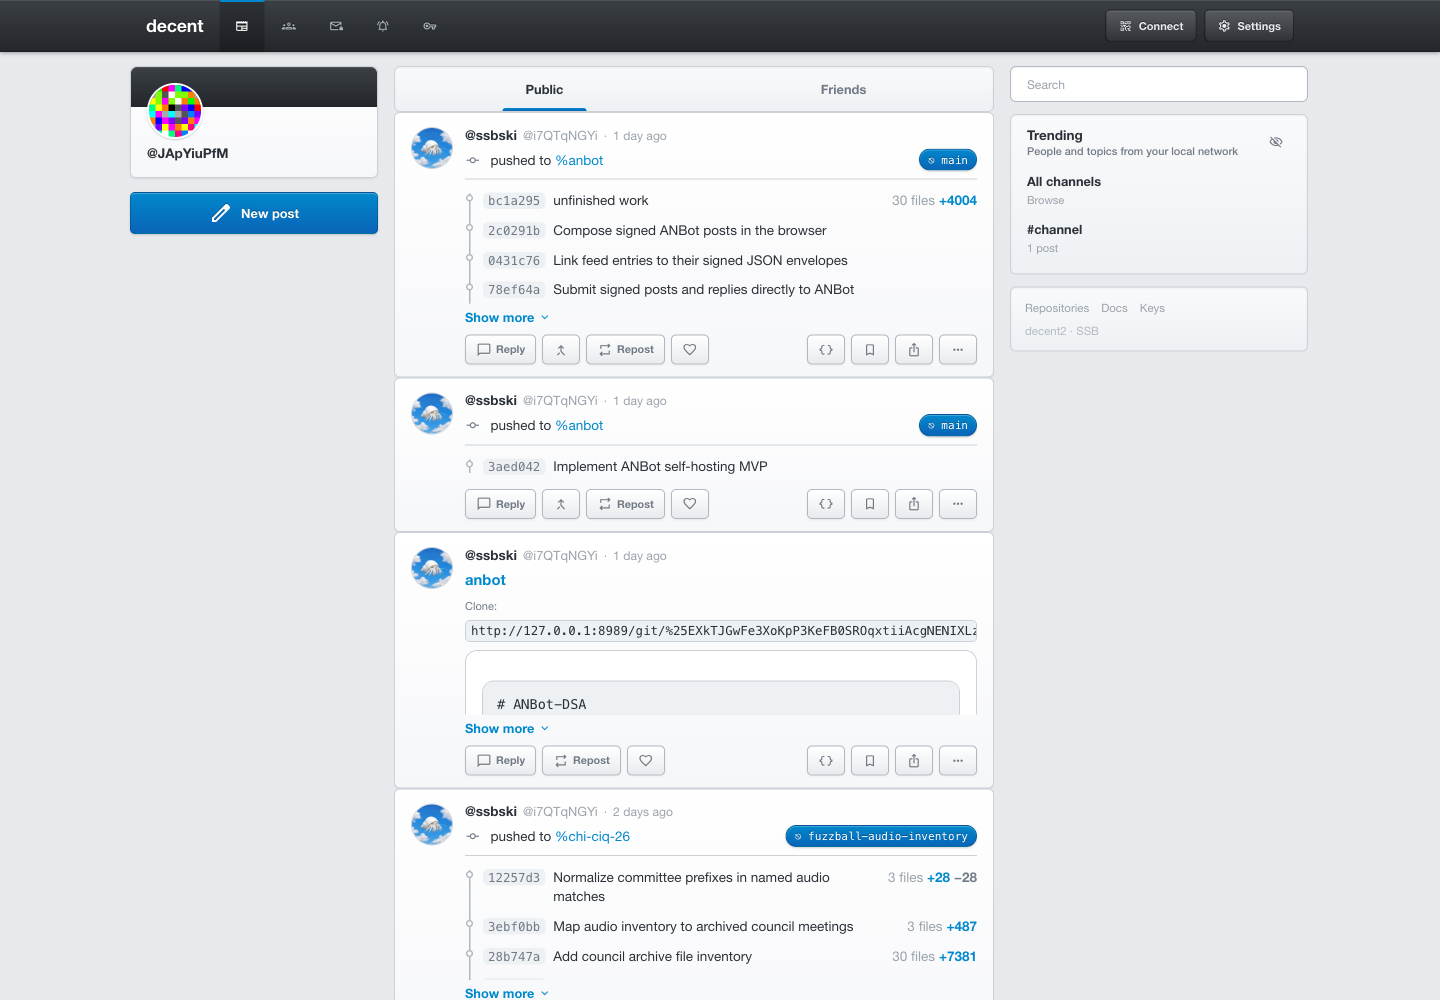 decent
Connect
Settings
@JApYiuPfM
New post
Public
Friends
@ssbski @i7QTqNGYi · 1 day ago
pushed to %anbot
main
bc1a295 unfinished work 30 files +4004
2c0291b Compose signed ANBot posts in the browser
0431c76 Link feed entries to their signed JSON envelopes
78ef64a Submit signed posts and replies directly to ANBot
Show more
Reply
Repost
@ssbski @i7QTqNGYi · 1 day ago
pushed to %anbot
main
3aed042 Implement ANBot self-hosting MVP
Reply
Repost
@ssbski @i7QTqNGYi · 1 day ago
anbot
Clone:
http://127.0.0.1:8989/git/%25EXkTJGwFe3XoKpP3KeFB0SROqxtiiAcgNENIXLz
# ANBot-DSA
Show more
Reply
Repost
@ssbski @i7QTqNGYi · 2 days ago
pushed to %chi-ciq-26
fuzzball-audio-inventory
12257d3 Normalize committee prefixes in named audio 3 files +28 −28
matches
3ebf0bb Map audio inventory to archived council meetings 3 files +487
28b747a Add council archive file inventory 30 files +7381
Show more
Search
Trending
People and topics from your local network
All channels
Browse
#channel
1 post
Repositories Docs Keys
decent2 · SSB